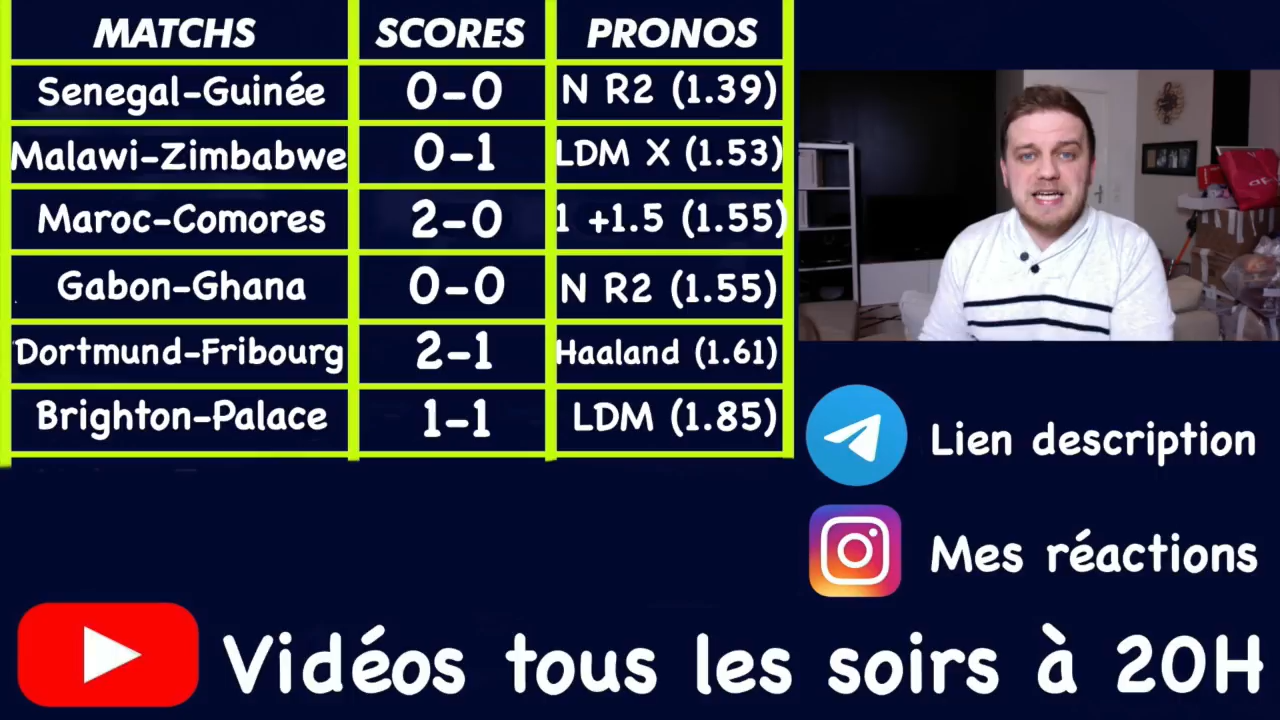 MATCHS SCORES PRONOS
Senegal-Guinée 0-0 N R2 (1.39)
Malawi-Zimbabwe 0-1 LDM X (1.53)
Maroc-Comores 2-0 1 +1.5 (1.55)
Gabon-Ghana 0-0 N R2 (1.55)
Dortmund-Fribourg 2-1 Haaland (1.61)
Brighton-Palace 1-1 LDM (1.85)
Lien description
Mes réactions
Vidéos tous les soirs à 20H